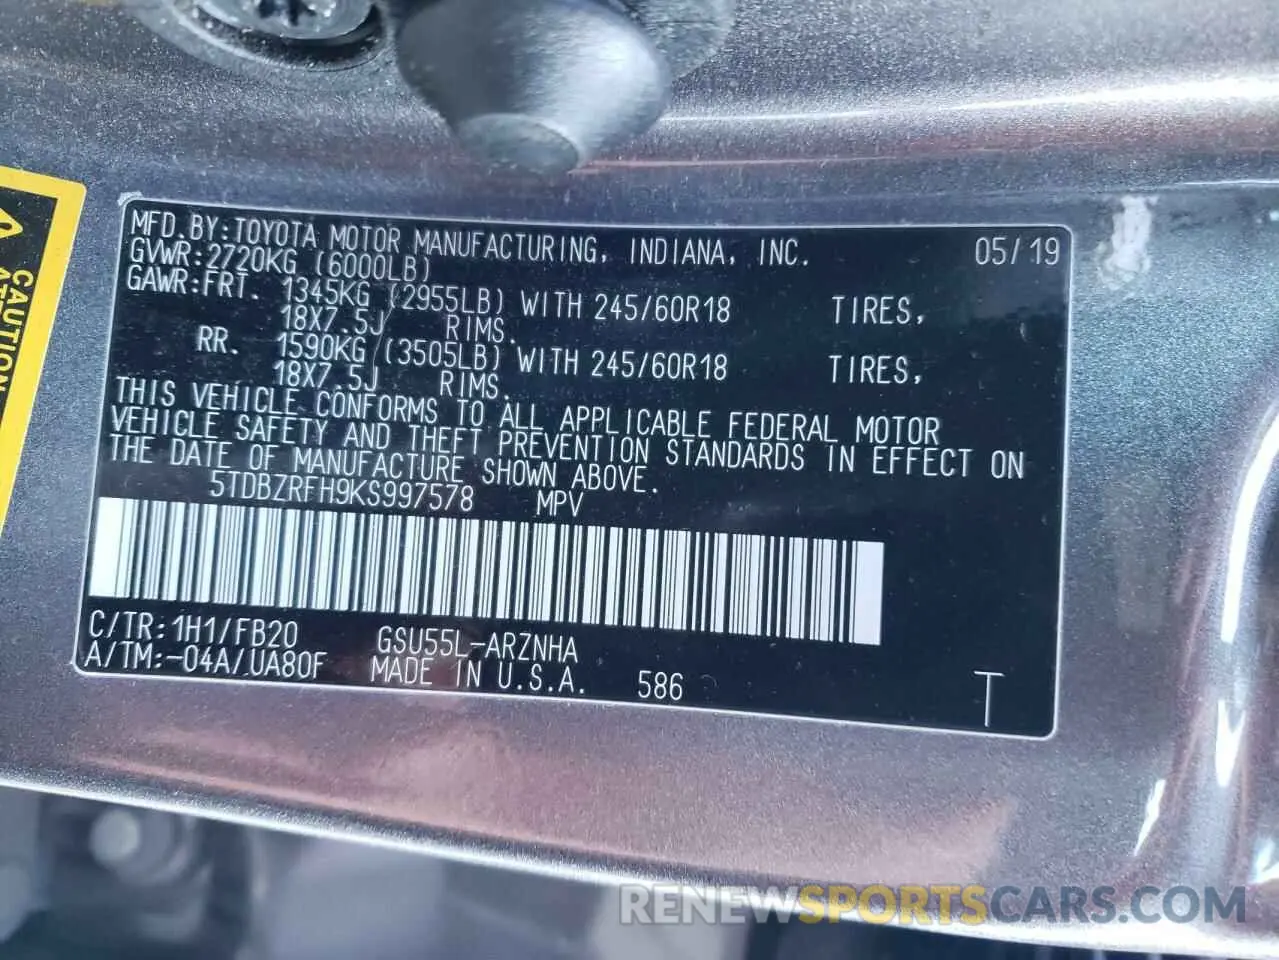 MFD.BY:TOYOTA MOTOR MANUFACTURING, INDIANA, INC. 05/19
GVWR:2720KG (6000LB)
GAWR:FRT. 1345KG (2955LB) WITH 245/60R18 TIRES,
18X7.5J RIMS.
RR. 1590KG (3505LB) WITH 245/60R18 TIRES,
18X7.5J RIMS.
THIS VEHICLE CONFORMS TO ALL APPLICABLE FEDERAL MOTOR
VEHICLE SAFETY AND THEFT PREVENTION STANDARDS IN EFFECT ON
THE DATE OF MANUFACTURE SHOWN ABOVE.
5TDBZRFH9KS997578 MPV
C/TR:1H1/FB20 GSU55L-ARZNHA
A/TM:-04A/UA80F MADE IN U.S.A. 586 T
CAUTION
RENEWSPORTSCARS.COM